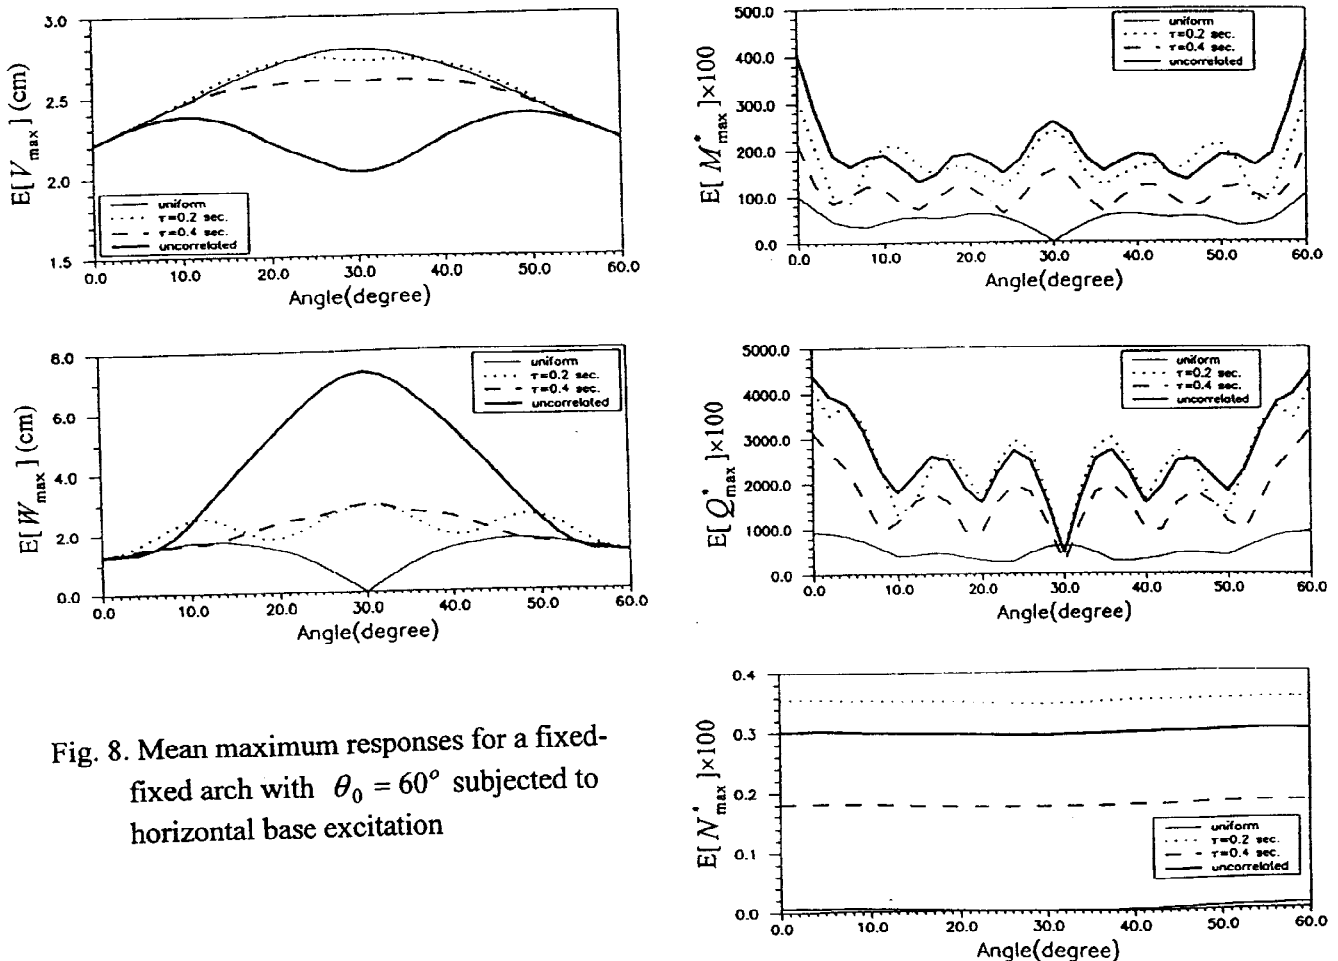 3.0
2.5
2.0
1.5
E[V max] (cm)
uniform
τ=0.2 sec.
τ=0.4 sec.
uncorrelated
0.0 10.0 20.0 30.0 40.0 50.0 60.0
Angle(degree)
500.0
400.0
300.0
200.0
100.0
0.0
E[ M*max ]×100
uniform
τ=0.2 sec.
τ=0.4 sec.
uncorrelated
0.0 10.0 20.0 30.0 40.0 50.0 60.0
Angle(degree)
8.0
6.0
4.0
2.0
0.0
E[W max] (cm)
uniform
τ=0.2 sec.
τ=0.4 sec.
uncorrelated
0.0 10.0 20.0 30.0 40.0 50.0 60.0
Angle(degree)
5000.0
4000.0
3000.0
2000.0
1000.0
0.0
E[ Q*max ]×100
uniform
τ=0.2 sec.
τ=0.4 sec.
uncorrelated
0.0 10.0 20.0 30.0 40.0 50.0 60.0
Angle(degree)
0.4
0.3
0.2
0.1
0.0
E[ N*max ]×100
uniform
τ=0.2 sec.
τ=0.4 sec.
uncorrelated
0.0 10.0 20.0 30.0 40.0 50.0 60.0
Angle(degree)
Fig. 8. Mean maximum responses for a fixed-
fixed arch with θ₀ = 60° subjected to
horizontal base excitation